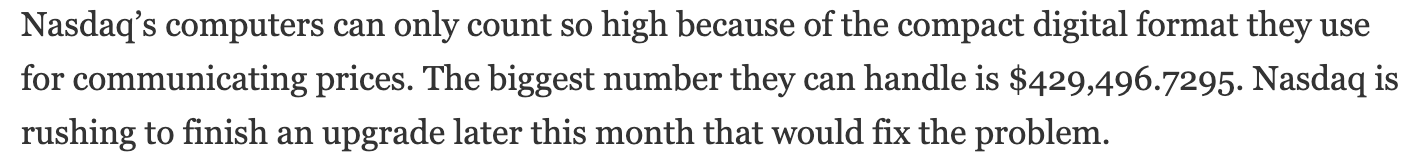 Nasdaq’s computers can only count so high because of the compact digital format they use
for communicating prices. The biggest number they can handle is $429,496.7295. Nasdaq is
rushing to finish an upgrade later this month that would fix the problem.